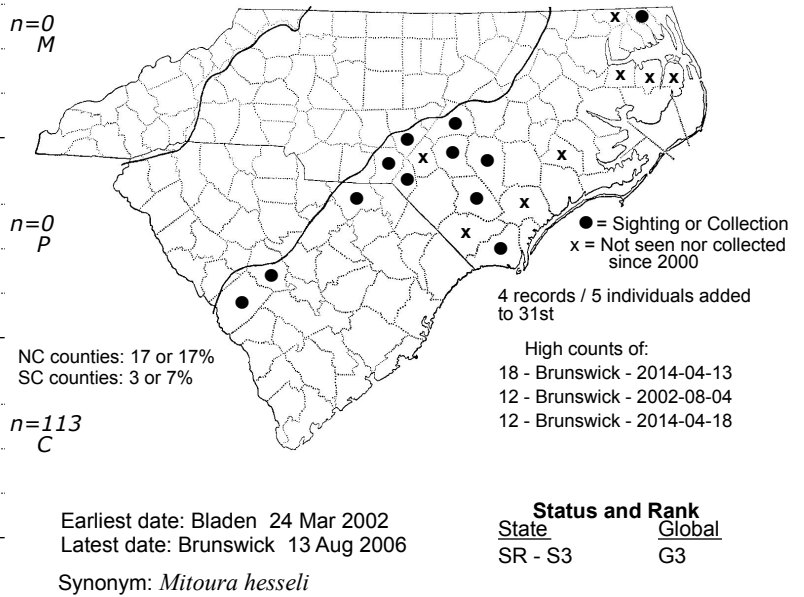 n=0
M
n=0
P
n=113
C
● = Sighting or Collection
x = Not seen nor collected
since 2000
4 records / 5 individuals added
to 31st
NC counties: 17 or 17%
SC counties: 3 or 7%
High counts of:
18 - Brunswick - 2014-04-13
12 - Brunswick - 2002-08-04
12 - Brunswick - 2014-04-18
Earliest date: Bladen 24 Mar 2002
Latest date: Brunswick 13 Aug 2006
Synonym: Mitoura hesseli
Status and Rank
State Global
SR - S3 G3